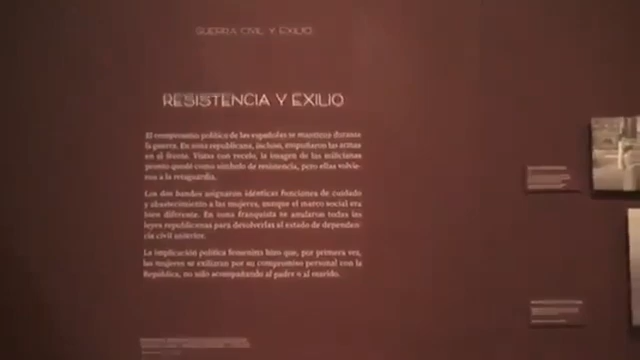 GUERRA CIVIL Y EXILIO
RESISTENCIA Y EXILIO
El compromiso político de las españolas se mantuvo durante
la guerra. En zona republicana, incluso, empuñaron las armas
en el frente. Vistas con recelo, la imagen de las milicianas
pronto quedó como símbolo de resistencia, pero ellas volvie-
ron a la retaguardia.
Los dos bandos asignaron idénticas funciones de cuidado
y abastecimiento a las mujeres, aunque el marco social era
bien diferente. En zona franquista se anularon todas las
leyes republicanas para devolverlas al estado de dependen-
cia civil anterior.
La implicación política femenina hizo que, por primera vez,
las mujeres se exiliaran por su compromiso personal con la
República, no solo acompañando al padre o al marido.